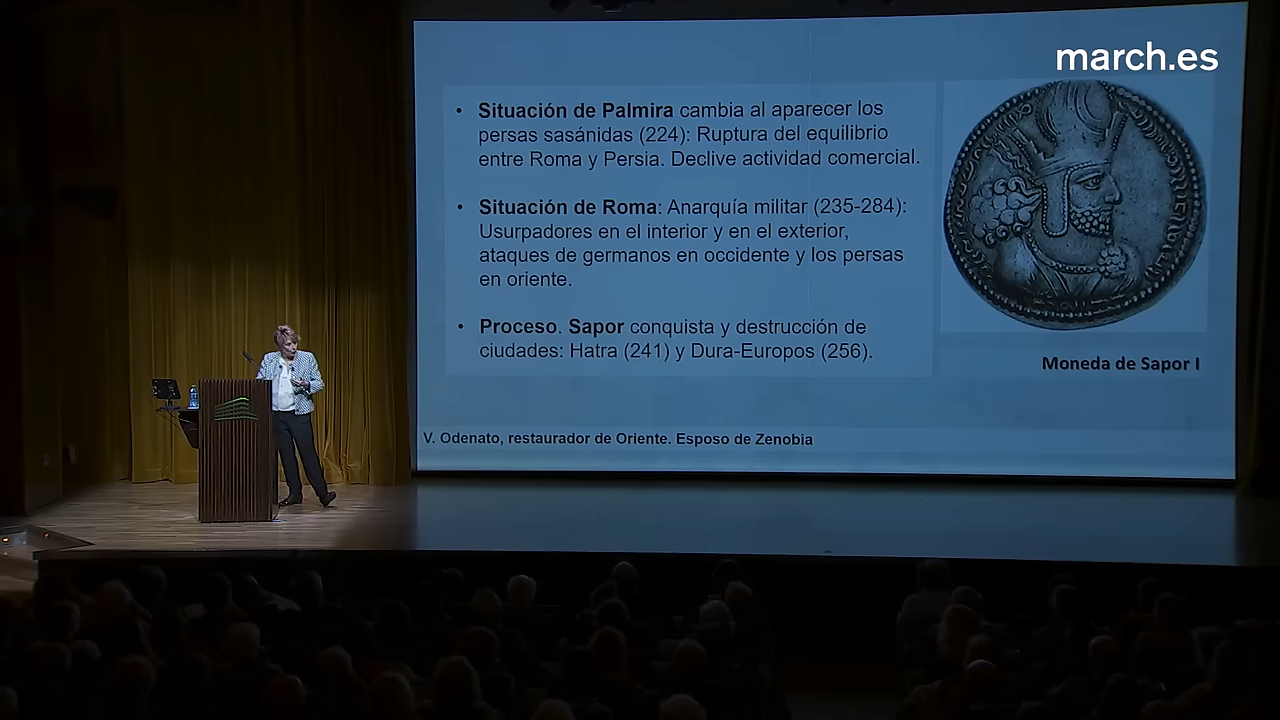 march.es
• Situación de Palmira cambia al aparecer los
persas sasánidas (224): Ruptura del equilibrio
entre Roma y Persia. Declive actividad comercial.
• Situación de Roma: Anarquía militar (235-284):
Usurpadores en el interior y en el exterior,
ataques de germanos en occidente y los persas
en oriente.
• Proceso. Sapor conquista y destrucción de
ciudades: Hatra (241) y Dura-Europos (256).
Moneda de Sapor I
V. Odenato, restaurador de Oriente. Esposo de Zenobia